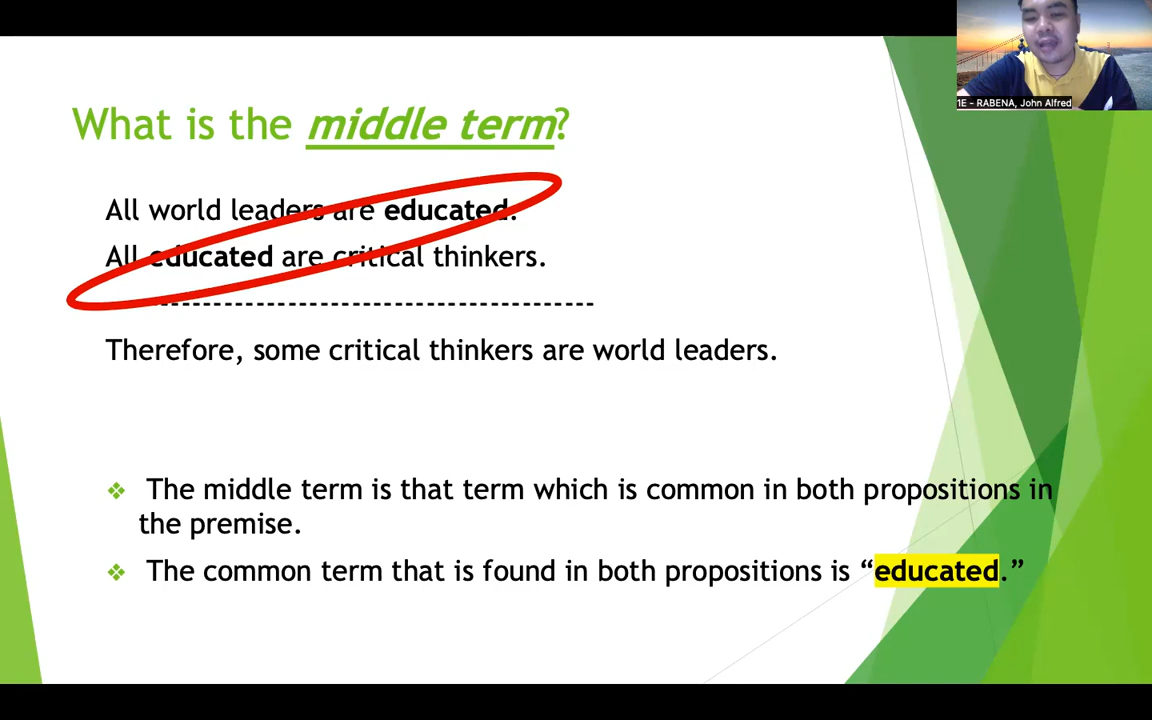 1E - RABENA, John Alfred
What is the middle term?
All world leaders are educated.
All educated are critical thinkers.
----------------------------------------
Therefore, some critical thinkers are world leaders.
The middle term is that term which is common in both propositions in
the premise.
The common term that is found in both propositions is “educated.”